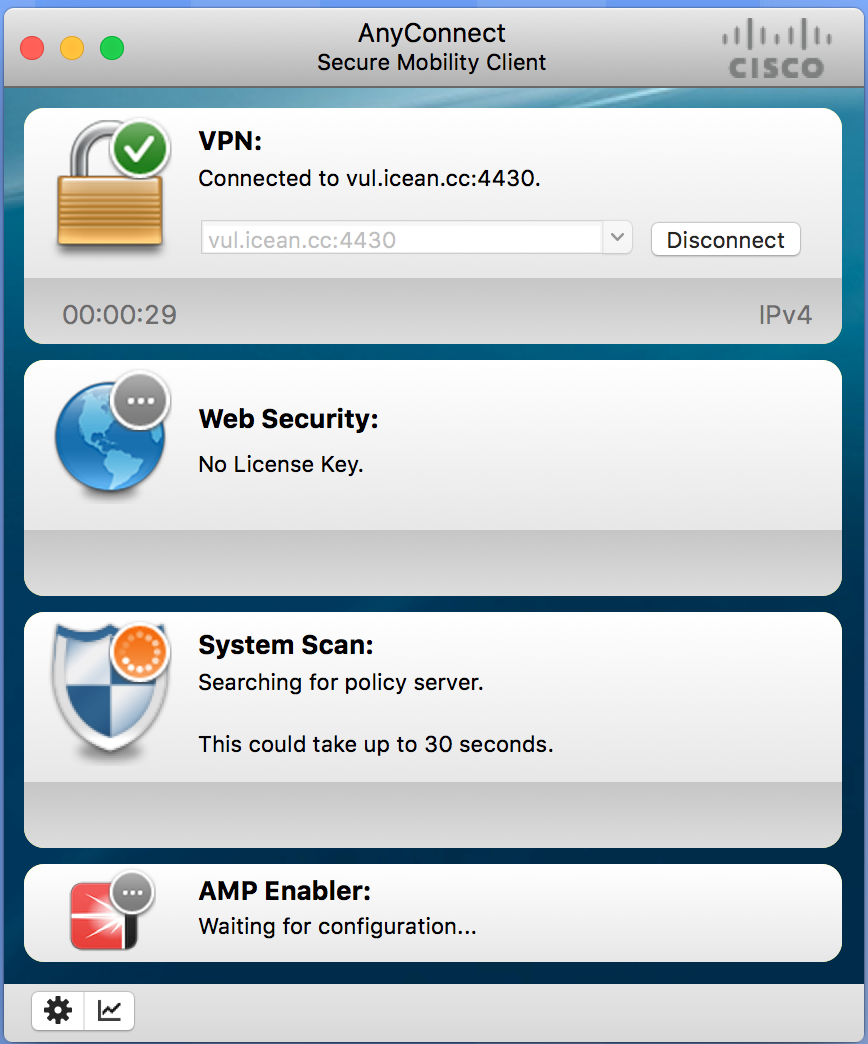 AnyConnect
Secure Mobility Client
CISCO
VPN:
Connected to vul.icean.cc:4430.
vul.icean.cc:4430
Disconnect
00:00:29
IPv4
Web Security:
No License Key.
System Scan:
Searching for policy server.
This could take up to 30 seconds.
AMP Enabler:
Waiting for configuration...